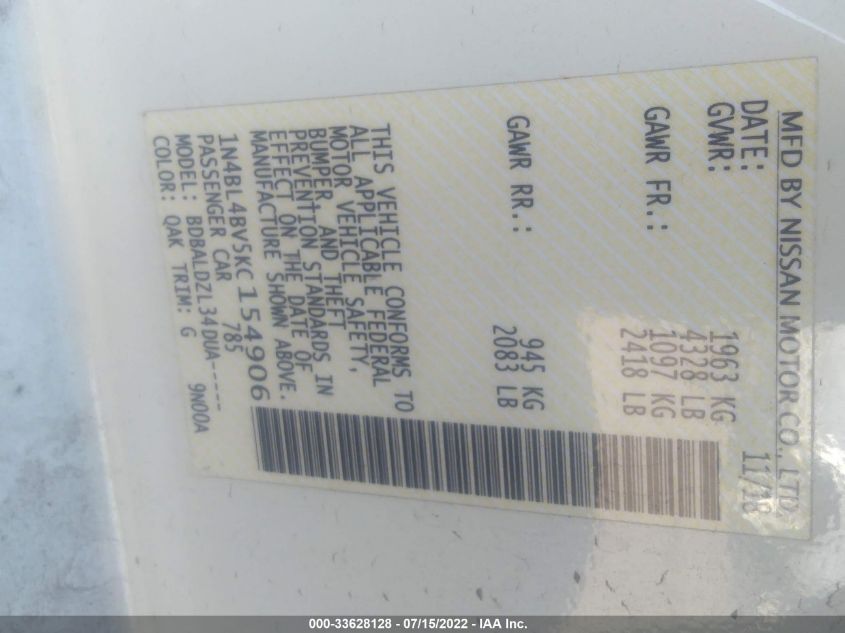 MFD BY NISSAN MOTOR CO., LTD
DATE: 11/18
GVWR: 1963 KG
4328 LB
GAWR FR.: 1097 KG
2418 LB
GAWR RR.: 945 KG
2083 LB
THIS VEHICLE CONFORMS TO
ALL APPLICABLE FEDERAL
MOTOR VEHICLE SAFETY,
BUMPER, AND THEFT
PREVENTION STANDARDS IN
EFFECT ON THE DATE OF
MANUFACTURE SHOWN ABOVE.
1N4BL4BV5KC154906
PASSENGER CAR 785
MODEL: BDBALDZL34DUA-----
COLOR: QAK TRIM: G 9N00A
000-33628128 - 07/15/2022 - IAA Inc.